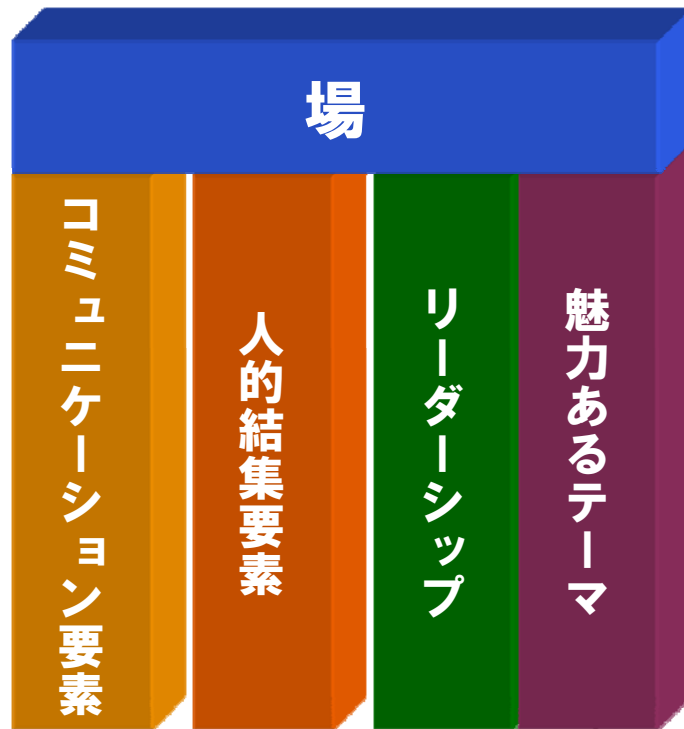 場
コミュニケーション要素
人的結集要素
リーダーシップ
魅力あるテーマ